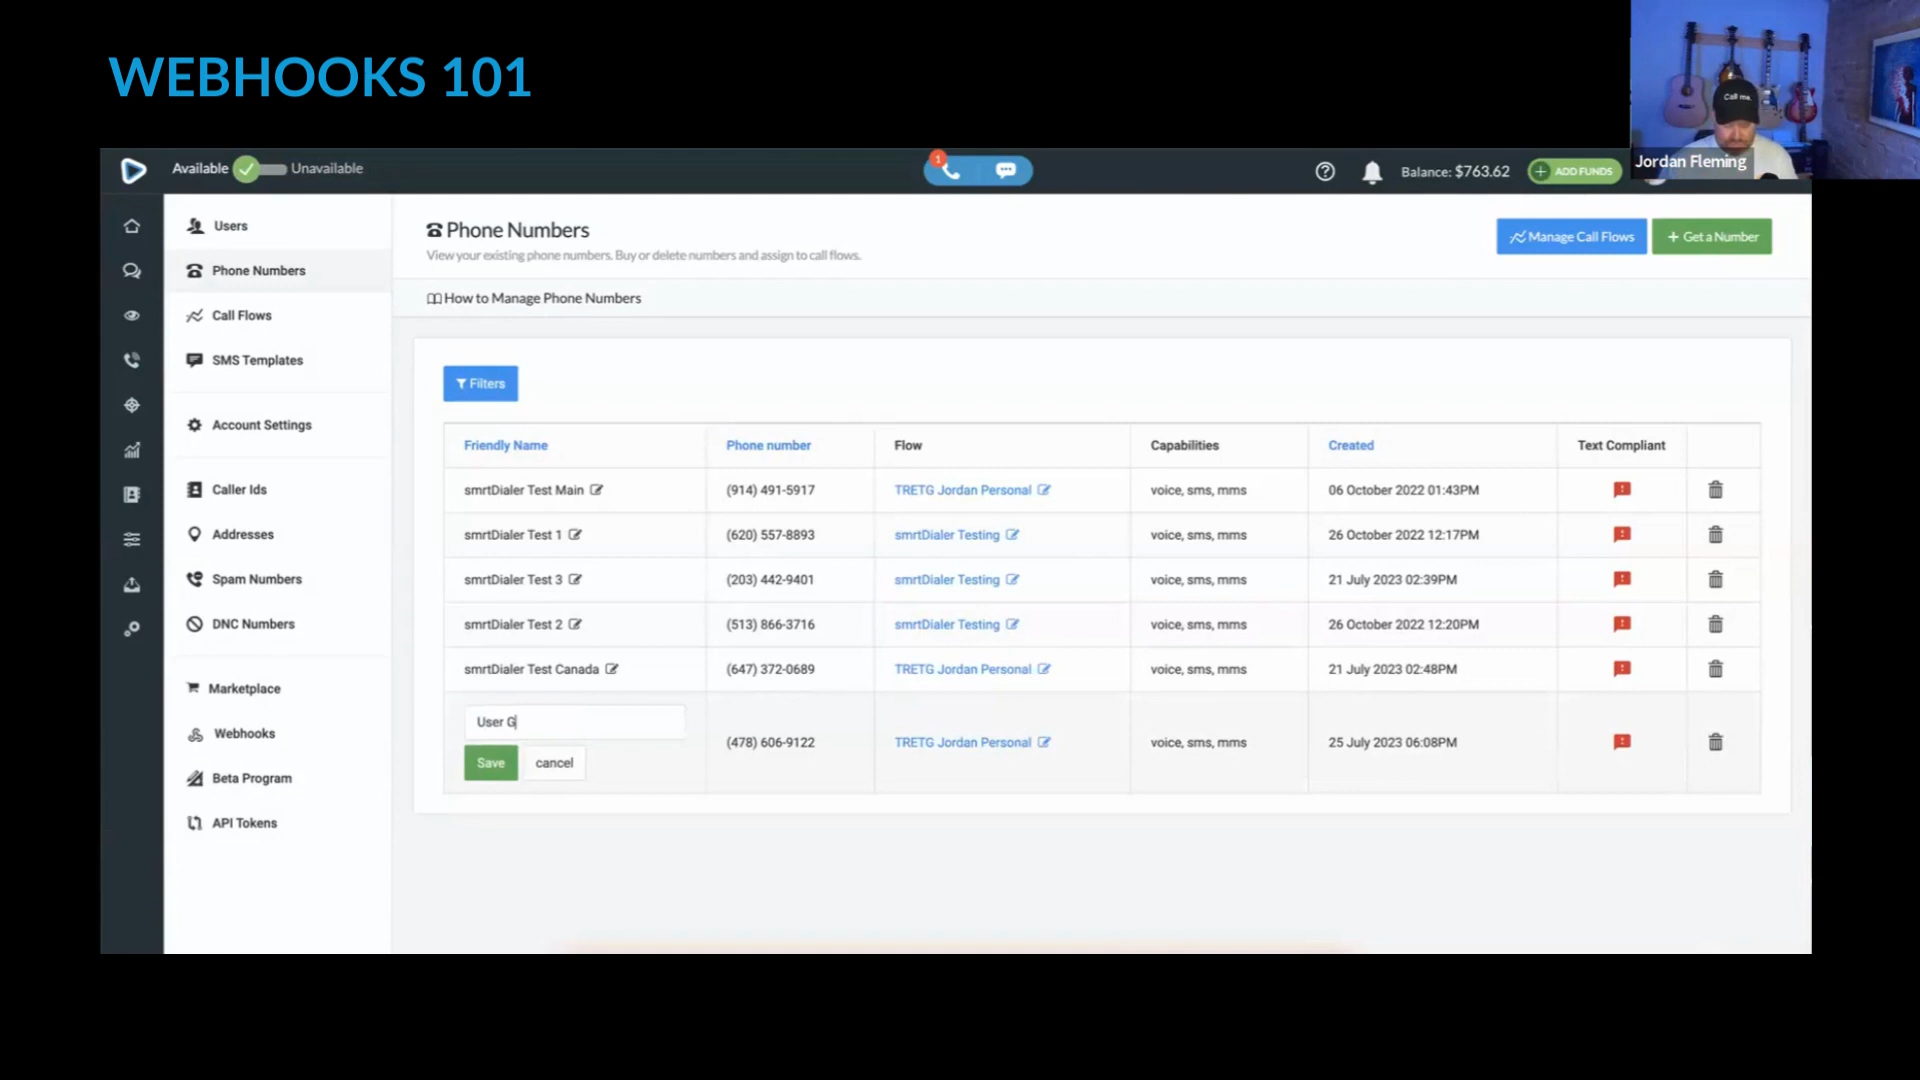 WEBHOOKS 101
Call me.
Jordan Fleming
Available
Unavailable
1
Balance: $763.62
ADD FUNDS
Users
Phone Numbers
Call Flows
SMS Templates
Account Settings
Caller Ids
Addresses
Spam Numbers
DNC Numbers
Marketplace
Webhooks
Beta Program
API Tokens
Phone Numbers
View your existing phone numbers. Buy or delete numbers and assign to call flows.
Manage Call Flows
+ Get a Number
How to Manage Phone Numbers
Filters
Friendly Name Phone number Flow Capabilities Created Text Compliant
smrtDialer Test Main (914) 491-5917 TRETG Jordan Personal voice, sms, mms 06 October 2022 01:43PM
smrtDialer Test 1 (620) 557-8893 smrtDialer Testing voice, sms, mms 26 October 2022 12:17PM
smrtDialer Test 3 (203) 442-9401 smrtDialer Testing voice, sms, mms 21 July 2023 02:39PM
smrtDialer Test 2 (513) 866-3716 smrtDialer Testing voice, sms, mms 26 October 2022 12:20PM
smrtDialer Test Canada (647) 372-0689 TRETG Jordan Personal voice, sms, mms 21 July 2023 02:48PM
User G (478) 606-9122 TRETG Jordan Personal voice, sms, mms 25 July 2023 06:08PM
Save cancel